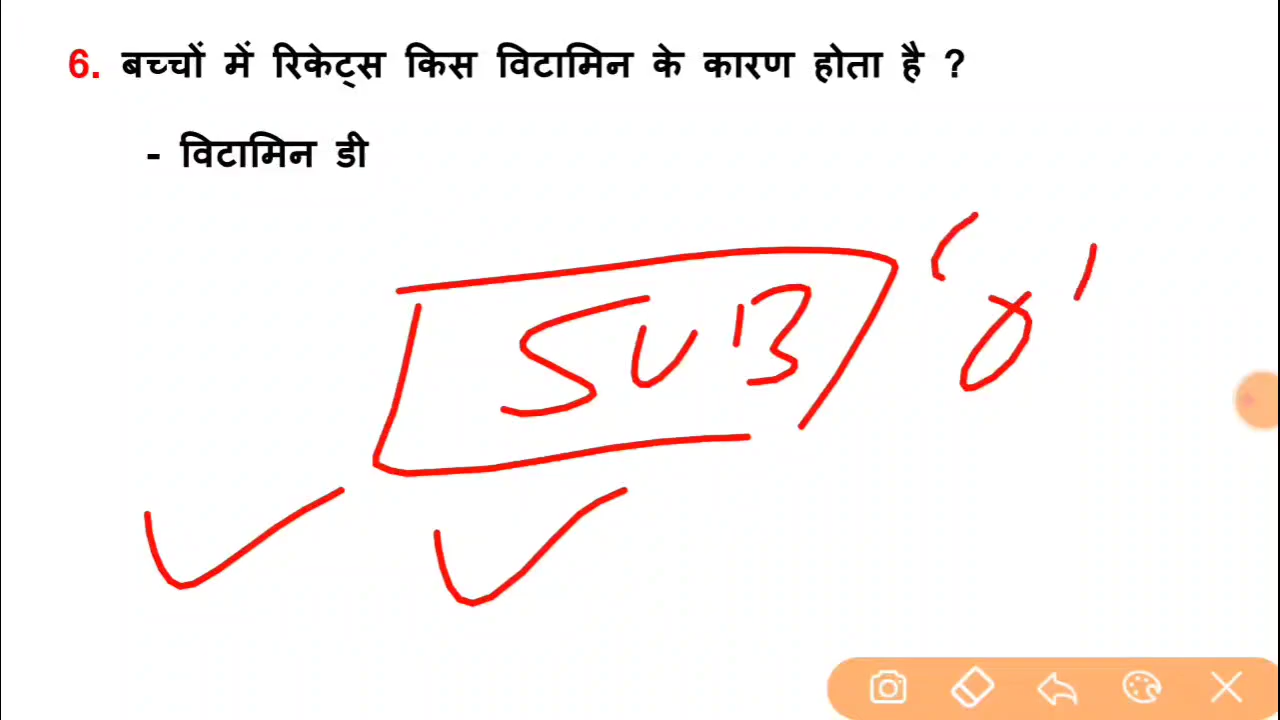 6. बच्चों में रिकेट्स किस विटामिन के कारण होता है ?
- विटामिन डी
SUB